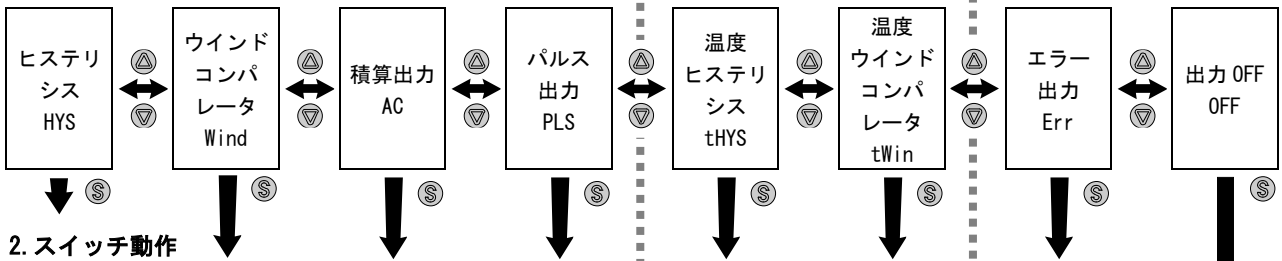 ヒステリ
シス
HYS
ウインド
コンパ
レータ
Wind
積算出力
AC
パルス
出力
PLS
温度
ヒステリ
シス
tHYS
温度
ウインド
コンパ
レータ
tWin
エラー
出力
Err
出力 OFF
OFF
S
S
S
S
S
S
S
S
2.スイッチ動作